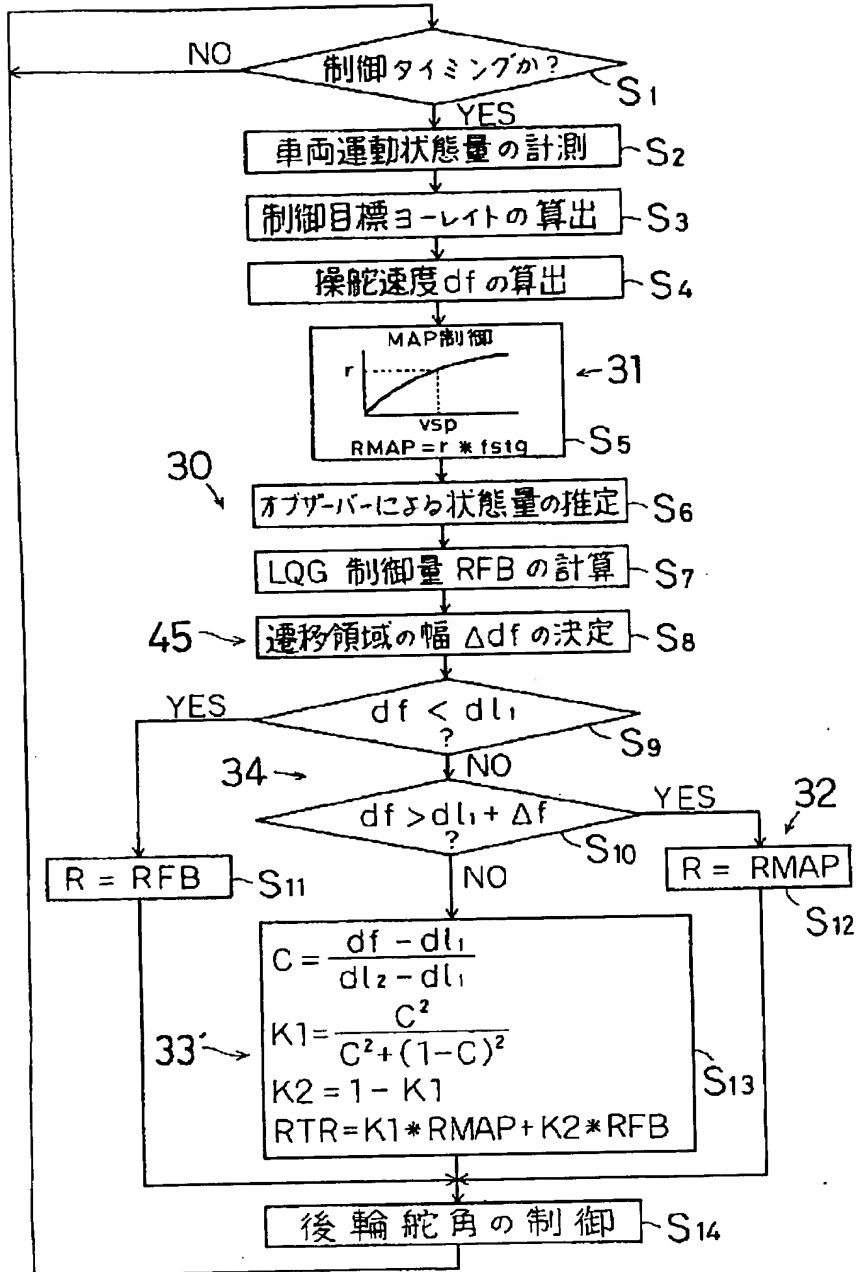 制御タイミングか?
NO
S1
YES
車両運動状態量の計測
S2
制御目標ヨーレイトの算出
S3
操舵速度dfの算出
S4
MAP制御
r
vsp
RMAP=r*fstg
31
S5
30
オブザーバーによる状態量の推定
S6
LQG 制御量 RFB の計算
S7
45
遷移領域の幅 Δdf の決定
S8
YES
df < dl₁
?
S9
NO
34
df > dl₁ + Δf
?
YES
S10
32
NO
R = RFB
S11
R = RMAP
S12
C = (df - dl₁) / (dl₂ - dl₁)
K1 = C² / (C² + (1-C)²)
K2 = 1 - K1
RTR=K1*RMAP+K2*RFB
33′
S13
後輪舵角の制御
S14